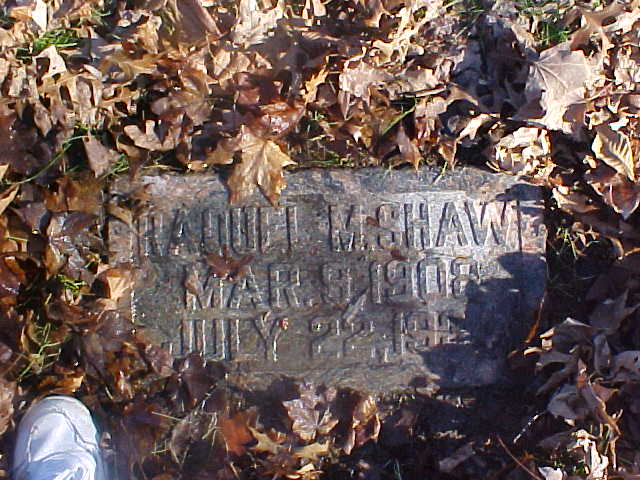 RAQUEL M. SHAW
MAR. 9, 1908
JULY 22,